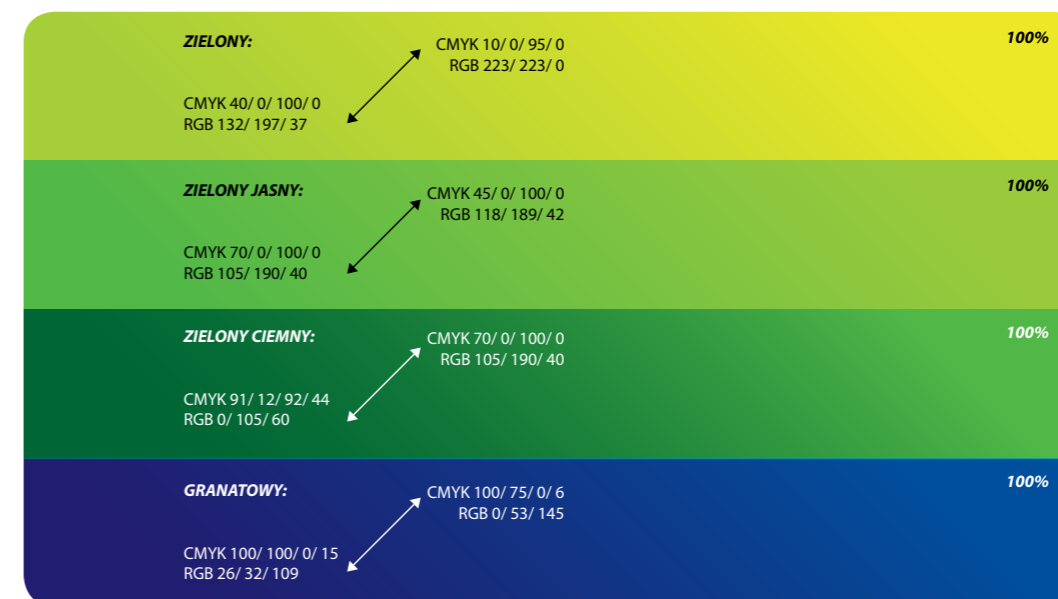 ZIELONY:
CMYK 10/ 0/ 95/ 0
RGB 223/ 223/ 0
100%
CMYK 40/ 0/ 100/ 0
RGB 132/ 197/ 37
ZIELONY JASNY:
CMYK 45/ 0/ 100/ 0
RGB 118/ 189/ 42
100%
CMYK 70/ 0/ 100/ 0
RGB 105/ 190/ 40
ZIELONY CIEMNY:
CMYK 70/ 0/ 100/ 0
RGB 105/ 190/ 40
100%
CMYK 91/ 12/ 92/ 44
RGB 0/ 105/ 60
GRANATOWY:
CMYK 100/ 75/ 0/ 6
RGB 0/ 53/ 145
100%
CMYK 100/ 100/ 0/ 15
RGB 26/ 32/ 109